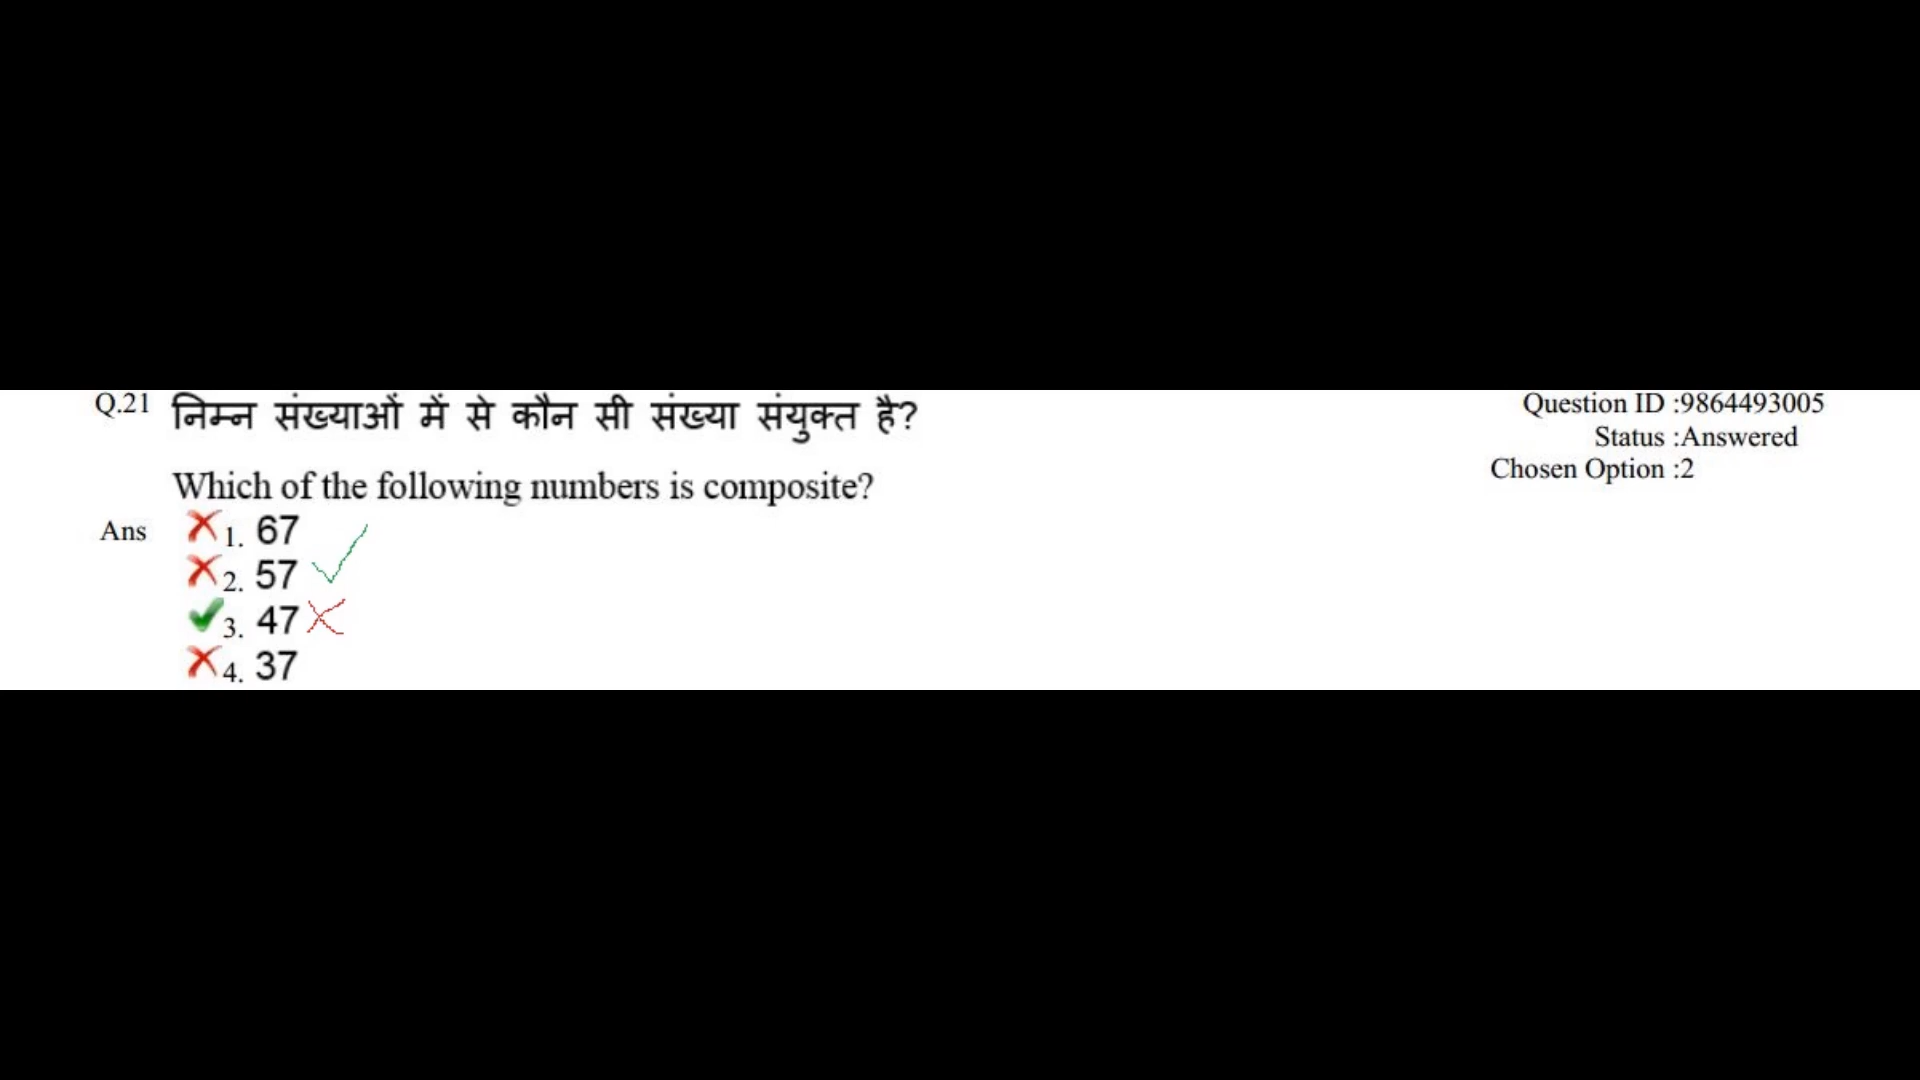 Q.21 निम्न संख्याओं में से कौन सी संख्या संयुक्त है?
Which of the following numbers is composite?
Ans 1. 67
2. 57
3. 47
4. 37
Question ID :9864493005
Status :Answered
Chosen Option :2